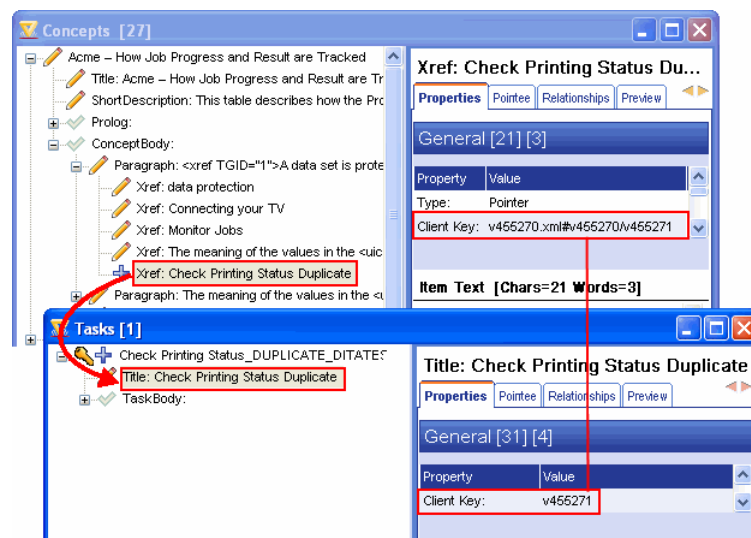 Concepts [27]
Acme – How Job Progress and Result are Tracked
Title: Acme – How Job Progress and Result are Tr
ShortDescription: This table describes how the Prc
Prolog:
ConceptBody:
Paragraph: <xref TGID="1">A data set is prote
Xref: data protection
Xref: Connecting your TV
Xref: Monitor Jobs
Xref: The meaning of the values in the <uic
Xref: Check Printing Status Duplicate
Paragraph: The meaning of the values in the <u
Xref: Check Printing Status Du...
Properties Pointee Relationships Preview
General [21] [3]
Property Value
Type: Pointer
Client Key: v455270.xml#v455270/v455271
Item Text [Chars=21 Words=3]
Tasks [1]
Check Printing Status_DUPLICATE_DITATES
Title: Check Printing Status Duplicate
TaskBody:
Title: Check Printing Status Duplicate
Properties Pointee Relationships Preview
General [31] [4]
Property Value
Client Key: v455271